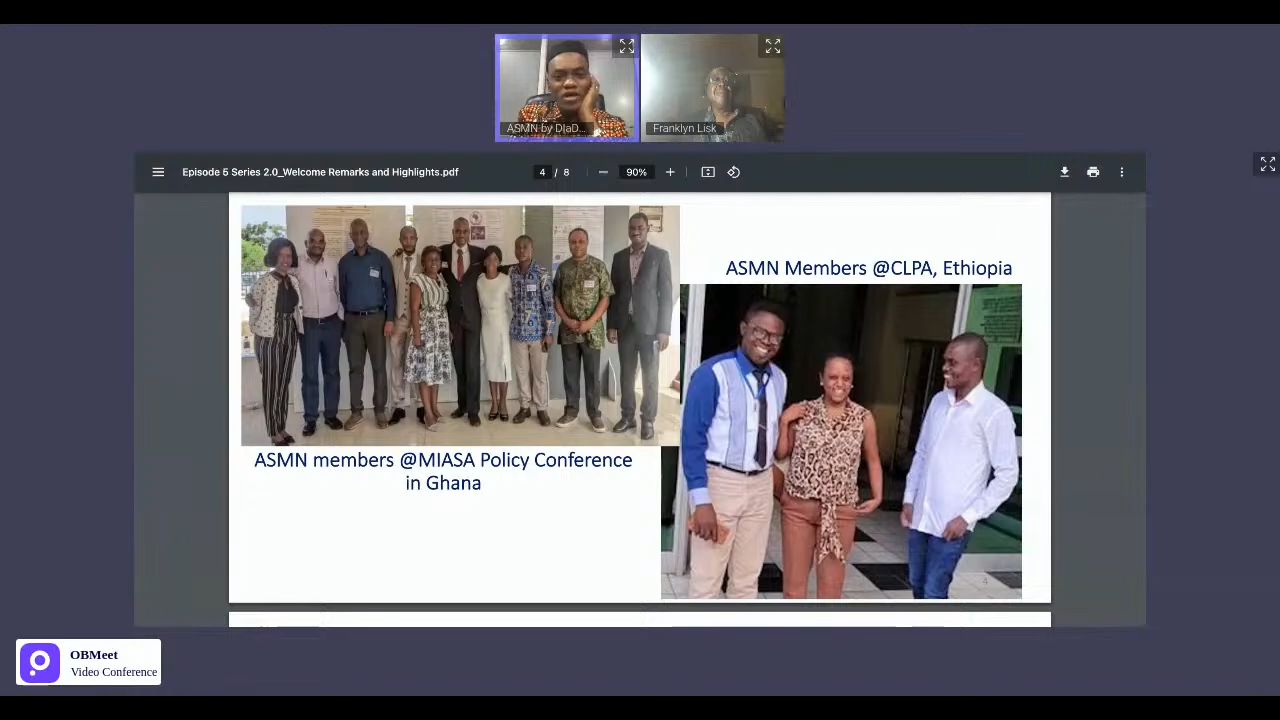 ASMN by DIaD...
Franklyn Lisk
Episode 5 Series 2.0_Welcome Remarks and Highlights.pdf
4 / 8
90%
ASMN Members @CLPA, Ethiopia
ASMN members @MIASA Policy Conference
in Ghana
4
OBMeet
Video Conference